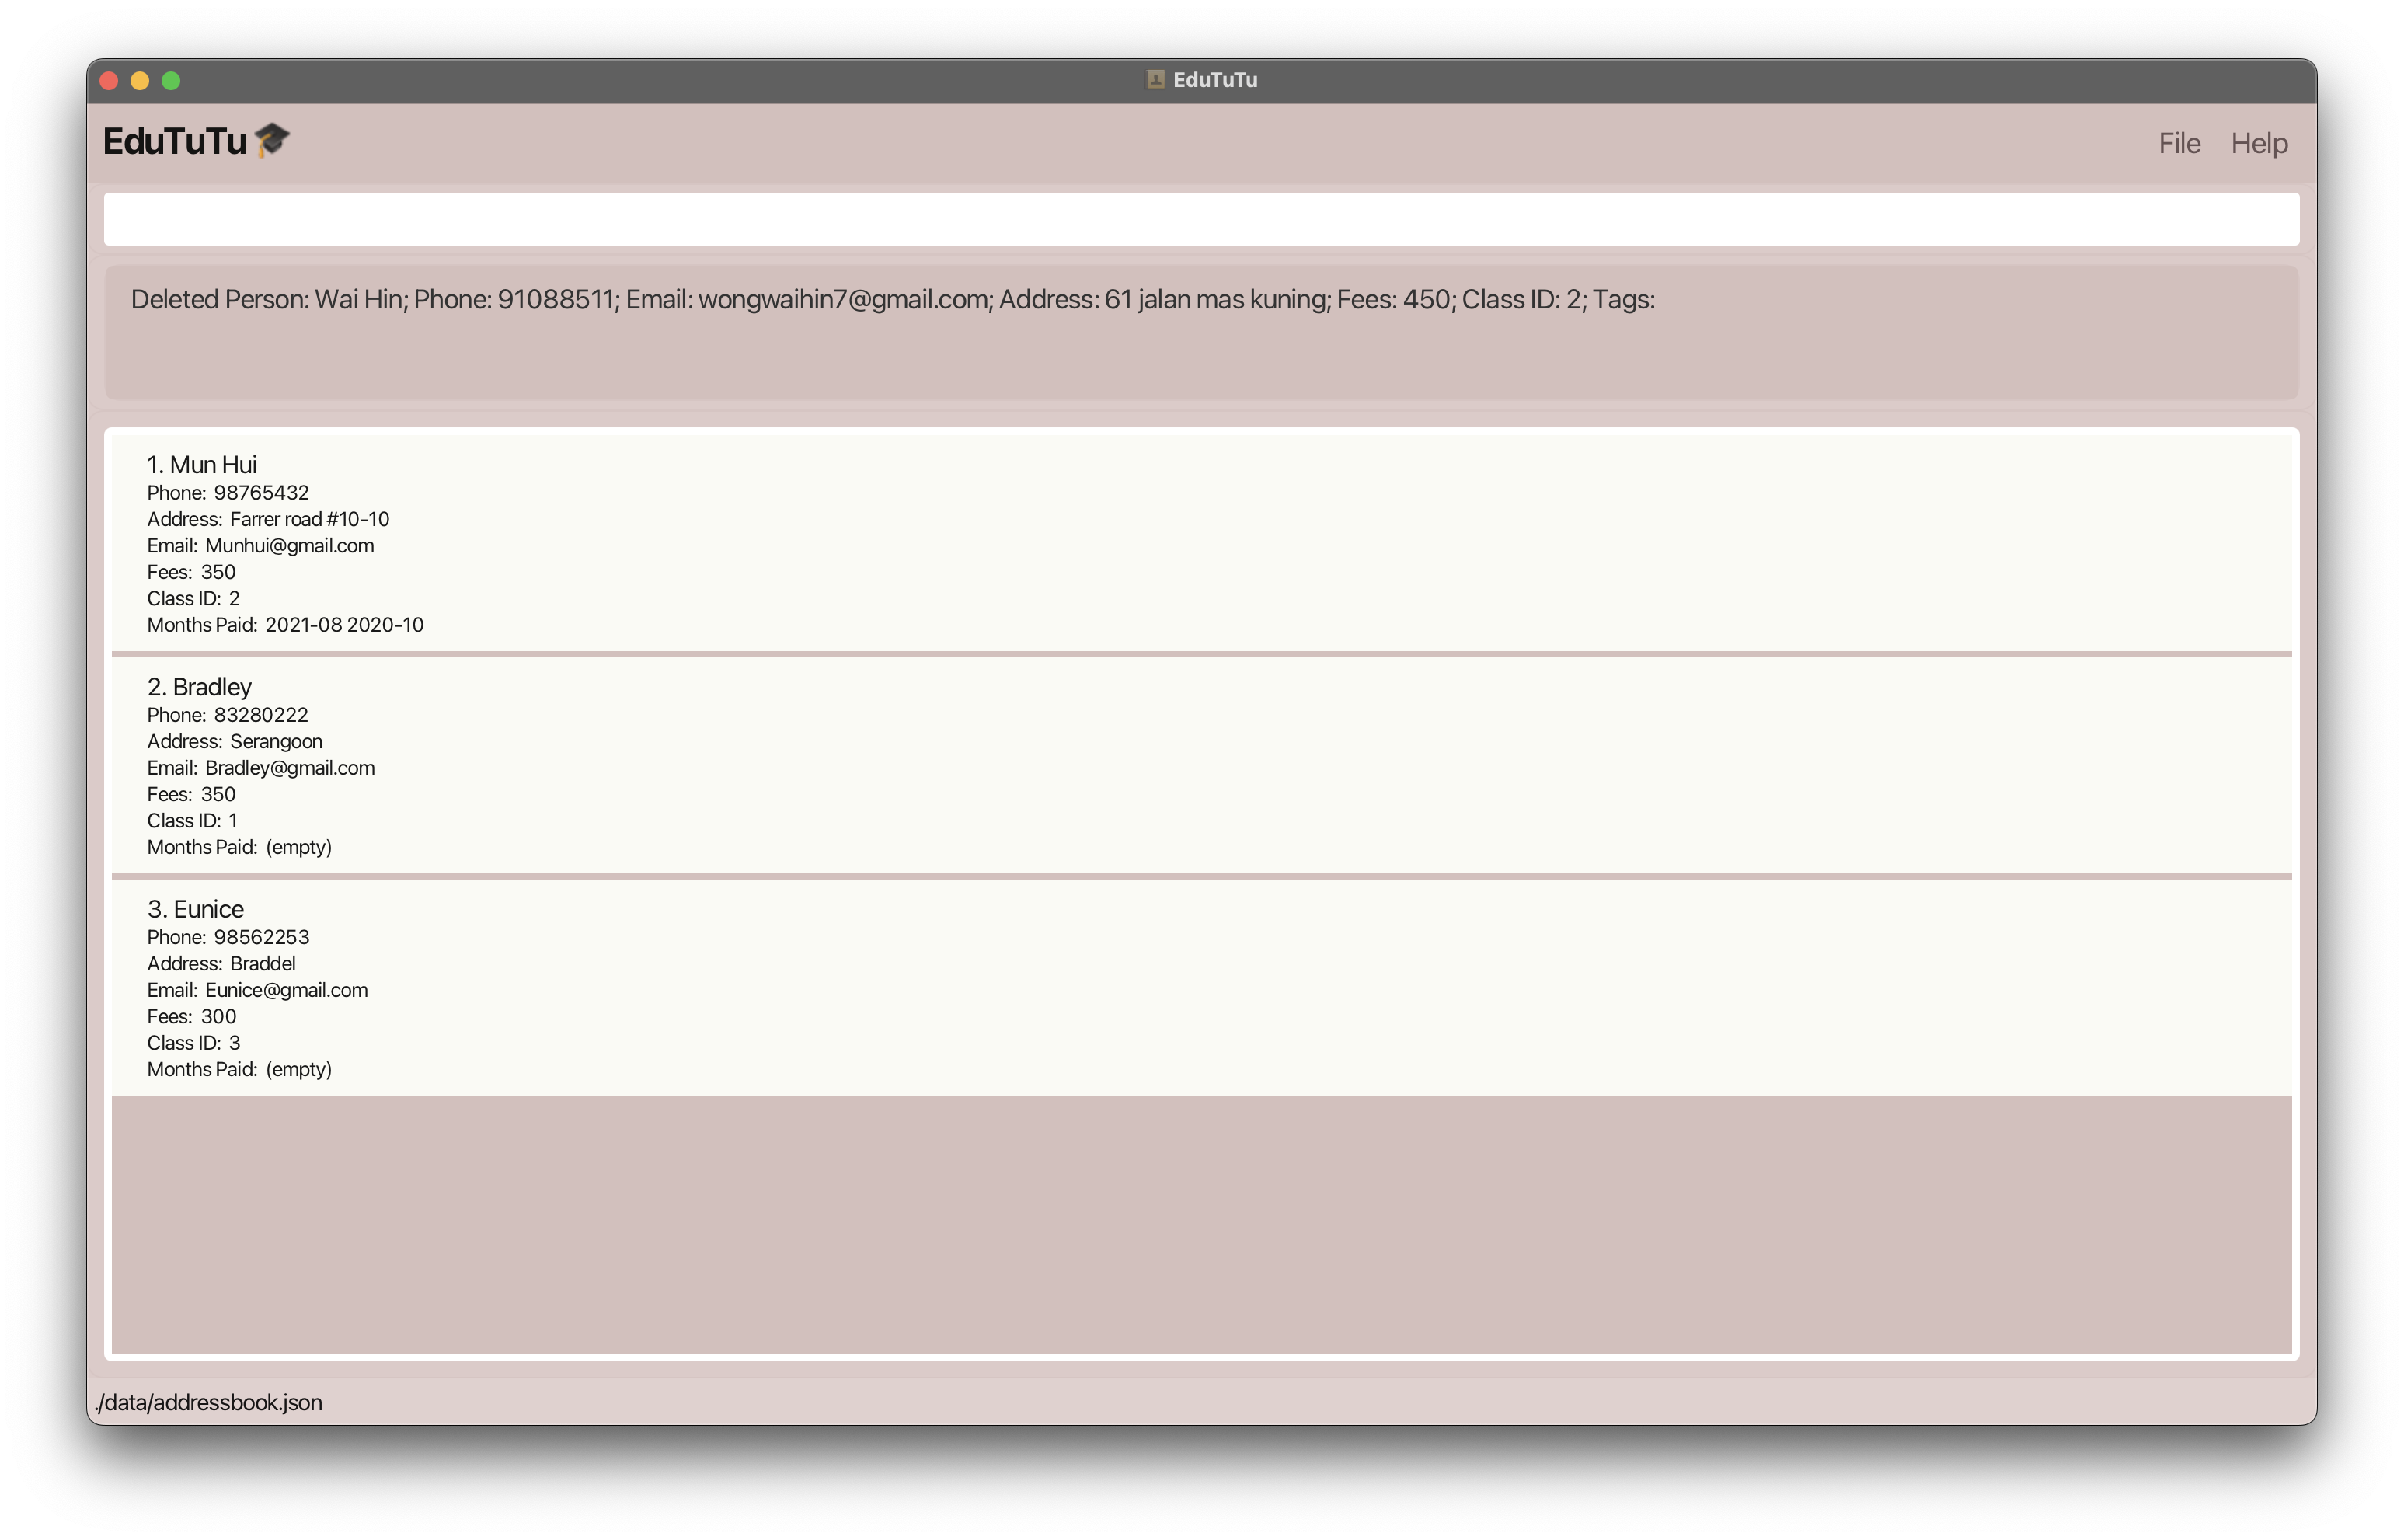 EduTuTu
EduTuTu
File Help
Deleted Person: Wai Hin; Phone: 91088511; Email: wongwaihin7@gmail.com; Address: 61 jalan mas kuning; Fees: 450; Class ID: 2; Tags:
1. Mun Hui
Phone: 98765432
Address: Farrer road #10-10
Email: Munhui@gmail.com
Fees: 350
Class ID: 2
Months Paid: 2021-08 2020-10
2. Bradley
Phone: 83280222
Address: Serangoon
Email: Bradley@gmail.com
Fees: 350
Class ID: 1
Months Paid: (empty)
3. Eunice
Phone: 98562253
Address: Braddel
Email: Eunice@gmail.com
Fees: 300
Class ID: 3
Months Paid: (empty)
./data/addressbook.json